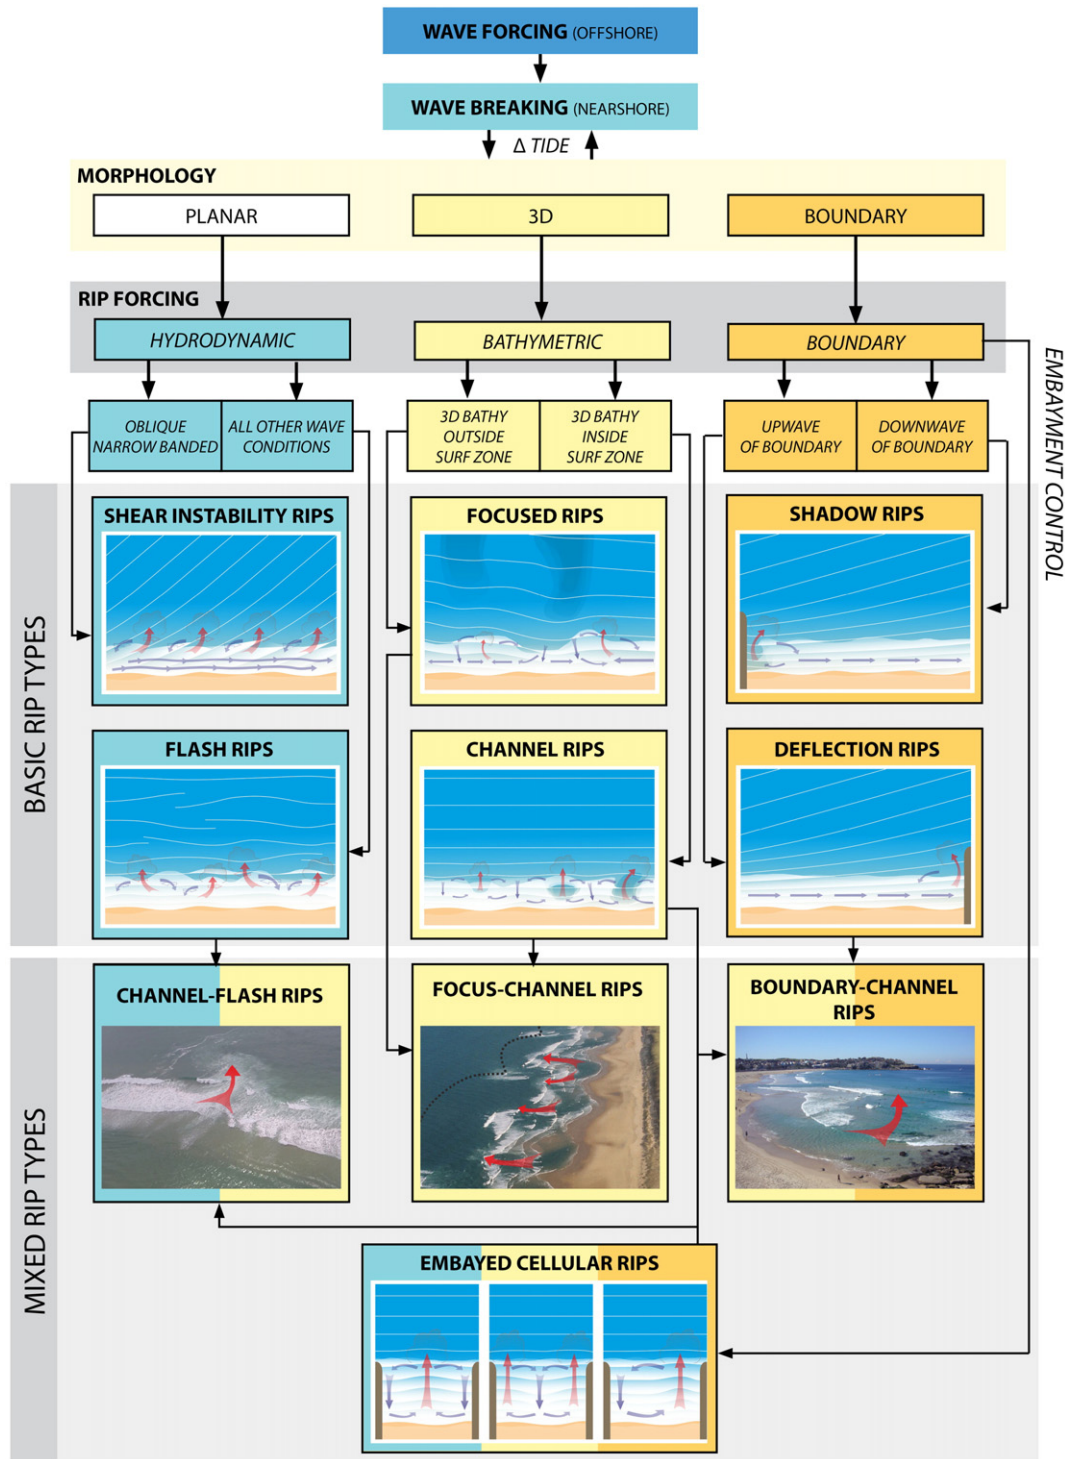 WAVE FORCING (OFFSHORE)
WAVE BREAKING (NEARSHORE)
Δ TIDE
MORPHOLOGY
PLANAR
3D
BOUNDARY
RIP FORCING
HYDRODYNAMIC
BATHYMETRIC
BOUNDARY
EMBAYMENT CONTROL
OBLIQUE
NARROW BANDED
ALL OTHER WAVE
CONDITIONS
3D BATHY
OUTSIDE
SURF ZONE
3D BATHY
INSIDE
SURF ZONE
UPWAVE
OF BOUNDARY
DOWNWAVE
OF BOUNDARY
BASIC RIP TYPES
SHEAR INSTABILITY RIPS
FOCUSED RIPS
SHADOW RIPS
FLASH RIPS
CHANNEL RIPS
DEFLECTION RIPS
MIXED RIP TYPES
CHANNEL-FLASH RIPS
FOCUS-CHANNEL RIPS
BOUNDARY-CHANNEL
RIPS
EMBAYED CELLULAR RIPS